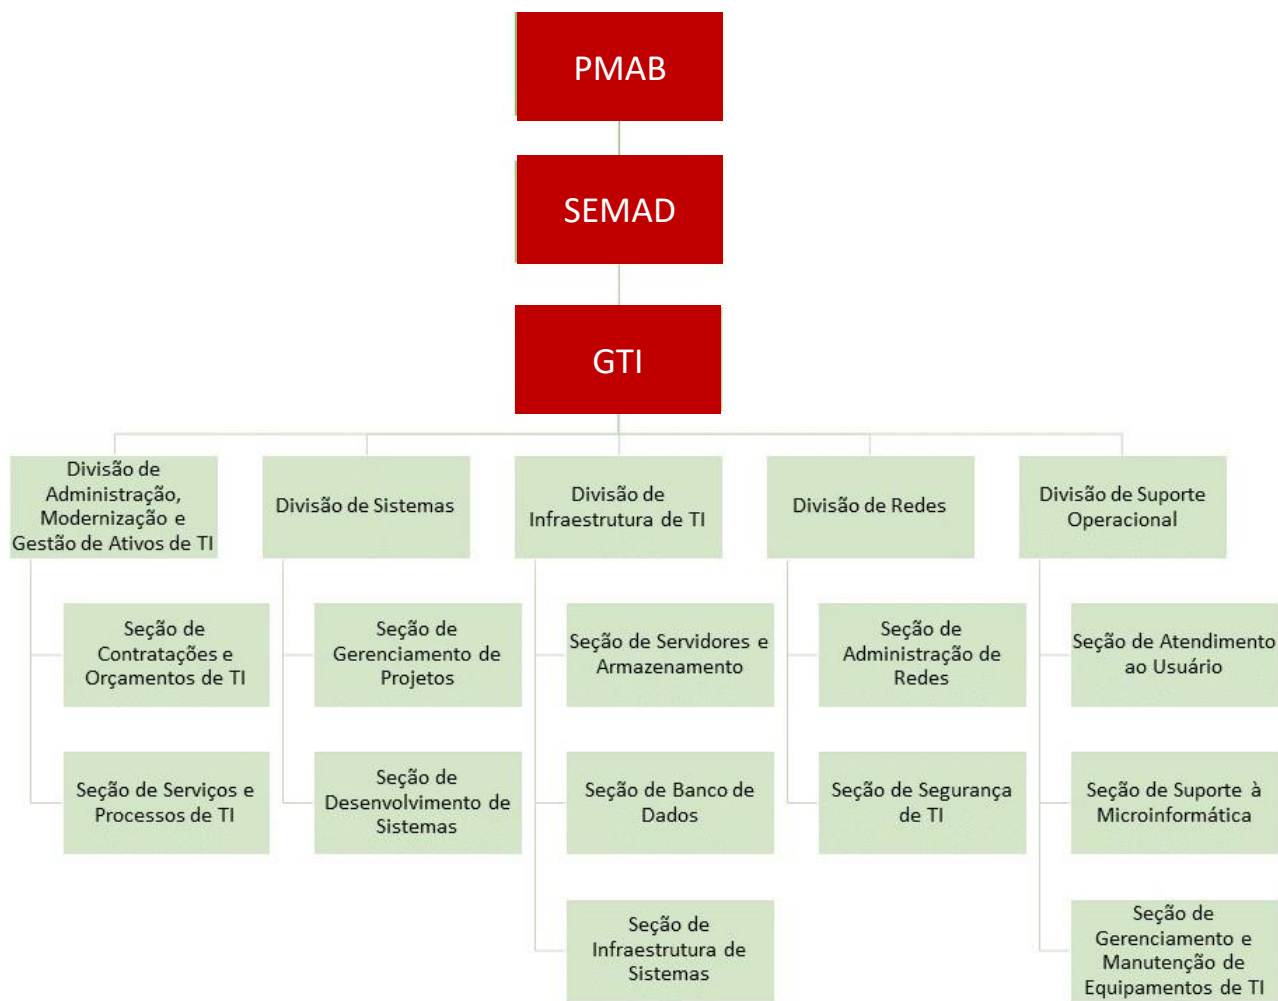 PMAB
SEMAD
GTI
Divisão de
Administração,
Modernização e
Gestão de Ativos de TI
Divisão de Sistemas
Divisão de
Infraestrutura de TI
Divisão de Redes
Divisão de Suporte
Operacional
Seção de
Contratações e
Orçamentos de TI
Seção de
Gerenciamento de
Projetos
Seção de Servidores e
Armazenamento
Seção de
Administração de
Redes
Seção de Atendimento
ao Usuário
Seção de Serviços e
Processos de TI
Seção de
Desenvolvimento de
Sistemas
Seção de Banco de
Dados
Seção de Segurança
de TI
Seção de Suporte à
Microinformática
Seção de
Infraestrutura de
Sistemas
Seção de
Gerenciamento e
Manutenção de
Equipamentos de TI